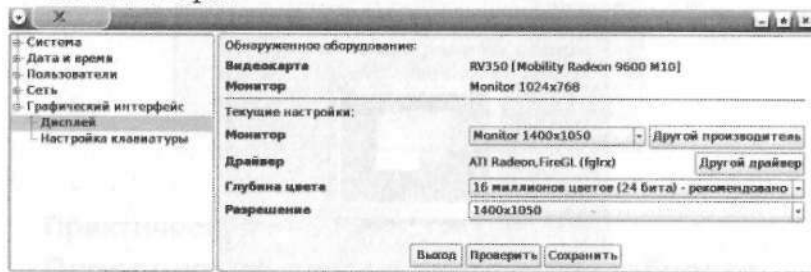 Система
Дата и время
Пользователи
Сеть
Графический интерфейс
Дисплей
Настройка клавиатуры
Обнаруженное оборудование:
Видеокарта RV350 [Mobility Radeon 9600 M10]
Монитор Monitor 1024x768
Текущие настройки:
Монитор Monitor 1400x1050 Другой производитель
Драйвер ATI Radeon,FireGL (fglrx) Другой драйвер
Глубина цвета 16 миллионов цветов (24 бита) - рекомендовано
Разрешение 1400x1050
Выход Проверить Сохранить